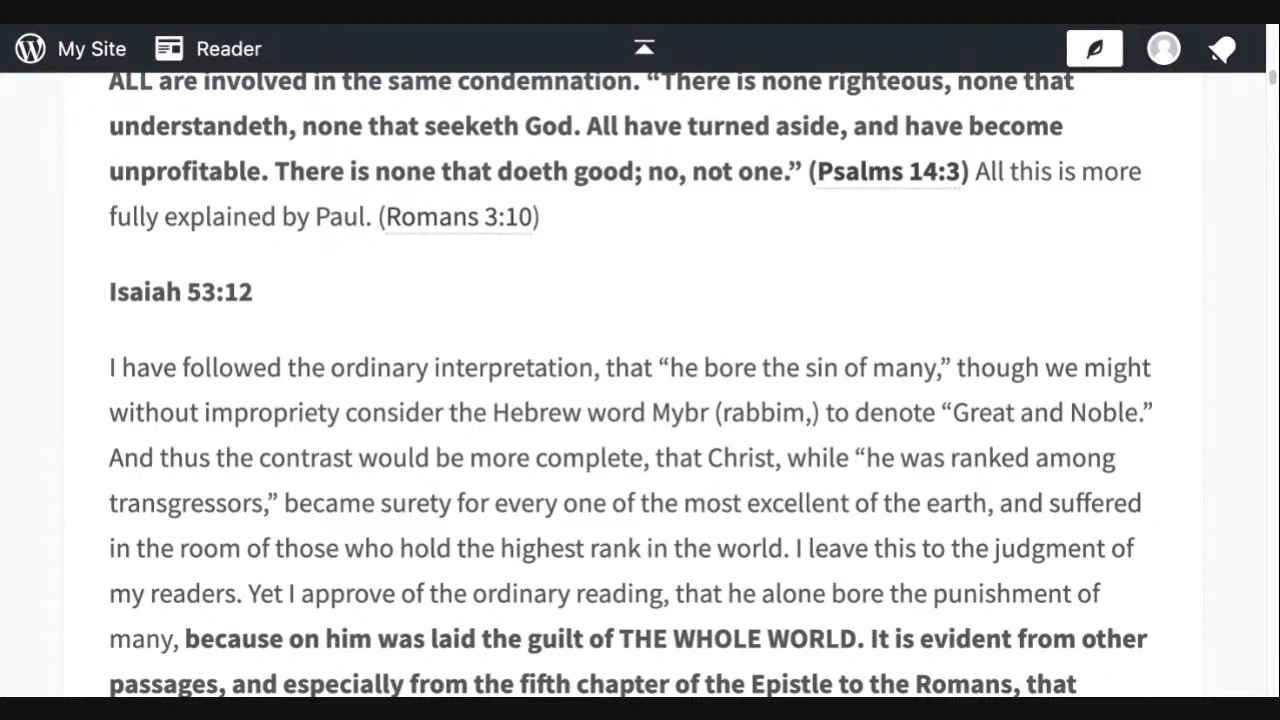 My Site Reader
ALL are involved in the same condemnation. “There is none righteous, none that
understandeth, none that seeketh God. All have turned aside, and have become
unprofitable. There is none that doeth good; no, not one.” (Psalms 14:3) All this is more
fully explained by Paul. (Romans 3:10)
Isaiah 53:12
I have followed the ordinary interpretation, that “he bore the sin of many,” though we might
without impropriety consider the Hebrew word Mybr (rabbim,) to denote “Great and Noble.”
And thus the contrast would be more complete, that Christ, while “he was ranked among
transgressors,” became surety for every one of the most excellent of the earth, and suffered
in the room of those who hold the highest rank in the world. I leave this to the judgment of
my readers. Yet I approve of the ordinary reading, that he alone bore the punishment of
many, because on him was laid the guilt of THE WHOLE WORLD. It is evident from other
passages, and especially from the fifth chapter of the Epistle to the Romans, that